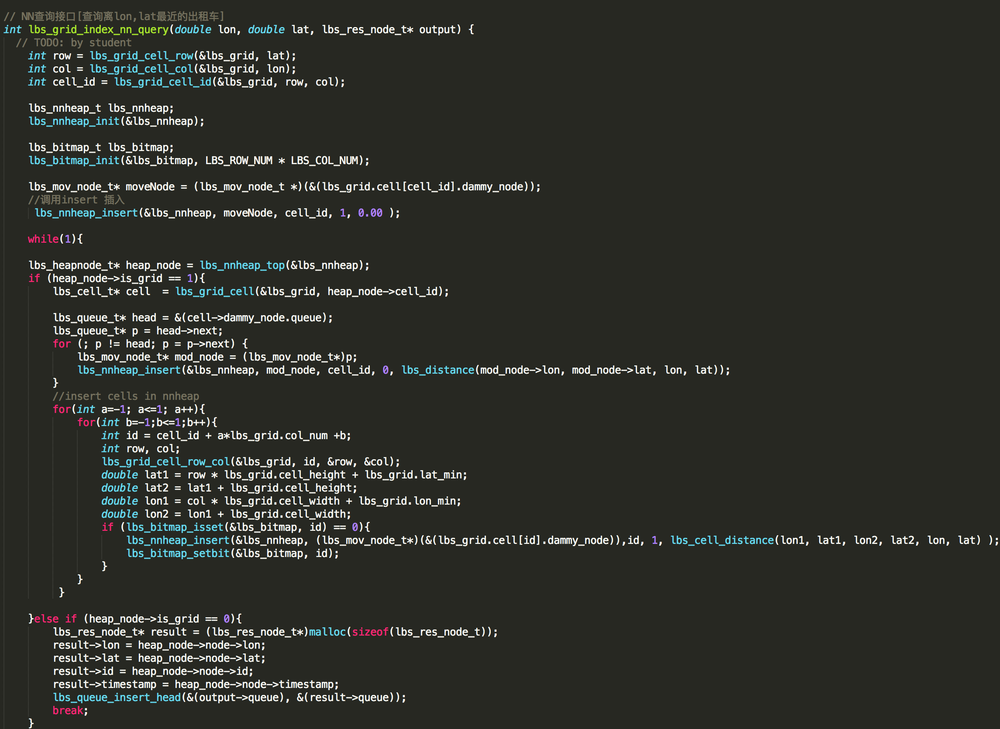 // NN查询接口[查询离lon,lat最近的出租车]
int lbs_grid_index_nn_query(double lon, double lat, lbs_res_node_t* output) {
// TODO: by student
int row = lbs_grid_cell_row(&lbs_grid, lat);
int col = lbs_grid_cell_col(&lbs_grid, lon);
int cell_id = lbs_grid_cell_id(&lbs_grid, row, col);
lbs_nnheap_t lbs_nnheap;
lbs_nnheap_init(&lbs_nnheap);
lbs_bitmap_t lbs_bitmap;
lbs_bitmap_init(&lbs_bitmap, LBS_ROW_NUM * LBS_COL_NUM);
lbs_mov_node_t* moveNode = (lbs_mov_node_t *)(&(lbs_grid.cell[cell_id].dammy_node));
//调用insert 插入
lbs_nnheap_insert(&lbs_nnheap, moveNode, cell_id, 1, 0.00 );
while(1){
lbs_heapnode_t* heap_node = lbs_nnheap_top(&lbs_nnheap);
if (heap_node->is_grid == 1){
lbs_cell_t* cell  = lbs_grid_cell(&lbs_grid, heap_node->cell_id);
lbs_queue_t* head = &(cell->dammy_node.queue);
lbs_queue_t* p = head->next;
for (; p != head; p = p->next) {
lbs_mov_node_t* mod_node = (lbs_mov_node_t*)p;
lbs_nnheap_insert(&lbs_nnheap, mod_node, cell_id, 0, lbs_distance(mod_node->lon, mod_node->lat, lon, lat));
}
//insert cells in nnheap
for(int a=-1; a<=1; a++){
for(int b=-1;b<=1;b++){
int id = cell_id + a*lbs_grid.col_num +b;
int row, col;
lbs_grid_cell_row_col(&lbs_grid, id, &row, &col);
double lat1 = row * lbs_grid.cell_height + lbs_grid.lat_min;
double lat2 = lat1 + lbs_grid.cell_height;
double lon1 = col * lbs_grid.cell_width + lbs_grid.lon_min;
double lon2 = lon1 + lbs_grid.cell_width;
if (lbs_bitmap_isset(&lbs_bitmap, id) == 0){
lbs_nnheap_insert(&lbs_nnheap, (lbs_mov_node_t*)(&(lbs_grid.cell[id].dammy_node)),id, 1, lbs_cell_distance(lon1, lat1, lon2, lat2, lon, lat) );
lbs_bitmap_setbit(&lbs_bitmap, id);
}
}
}
}else if (heap_node->is_grid == 0){
lbs_res_node_t* result = (lbs_res_node_t*)malloc(sizeof(lbs_res_node_t));
result->lon = heap_node->node->lon;
result->lat = heap_node->node->lat;
result->id = heap_node->node->id;
result->timestamp = heap_node->node->timestamp;
lbs_queue_insert_head(&(output->queue), &(result->queue));
break;
}